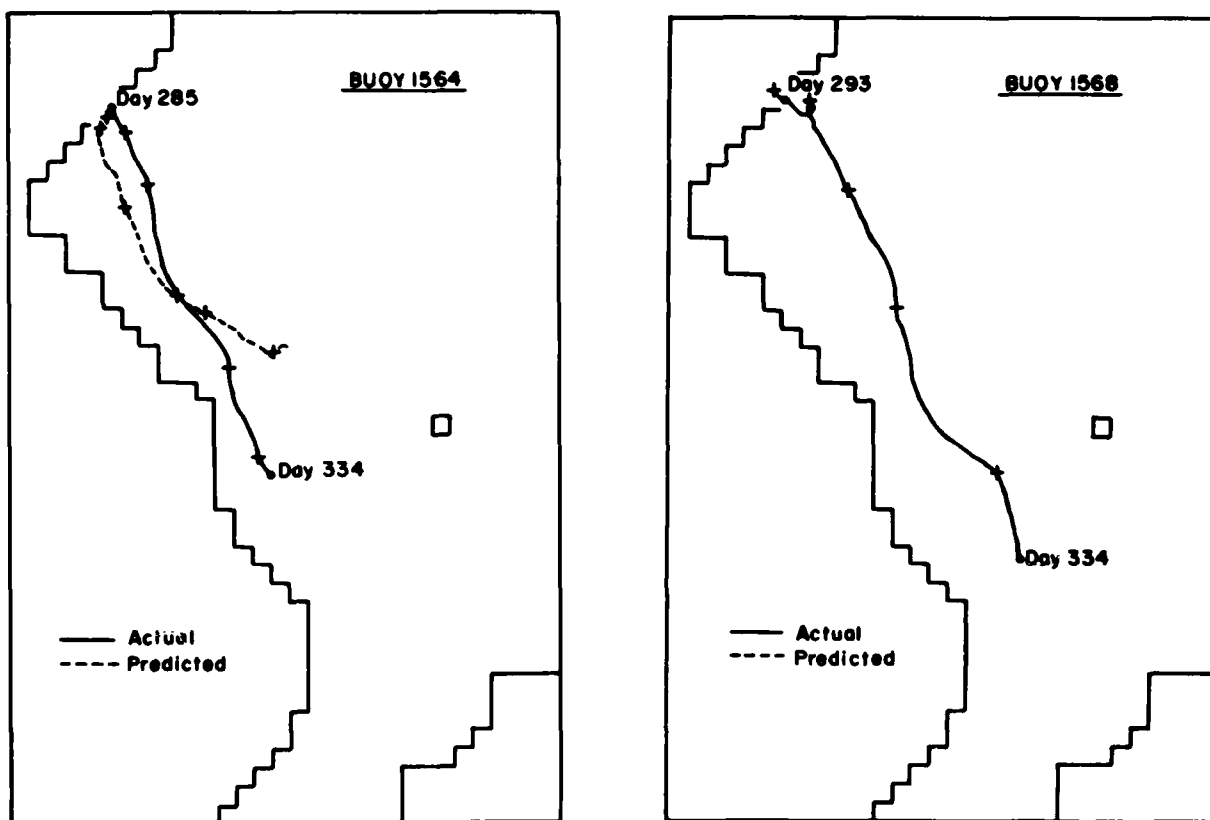 BUOY 1564
Day 285
Day 334
Actual
Predicted
BUOY 1568
Day 293
Day 334
Actual
Predicted